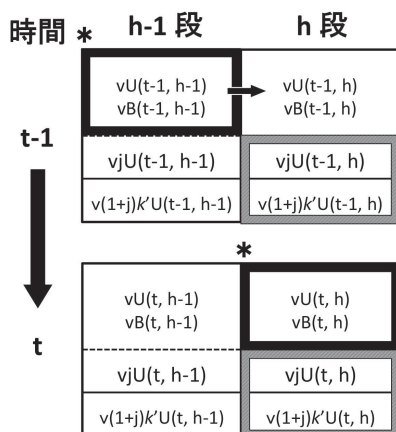 時間 * h-1 段 h 段
vU(t-1, h-1) vU(t-1, h)
vB(t-1, h-1) vB(t-1, h)
t-1
vjU(t-1, h-1) vjU(t-1, h)
v(1+j)k'U(t-1, h-1) v(1+j)k'U(t-1, h)
*
vU(t, h-1) vU(t, h)
vB(t, h-1) vB(t, h)
t
vjU(t, h-1) vjU(t, h)
v(1+j)k'U(t, h-1) v(1+j)k'U(t, h)